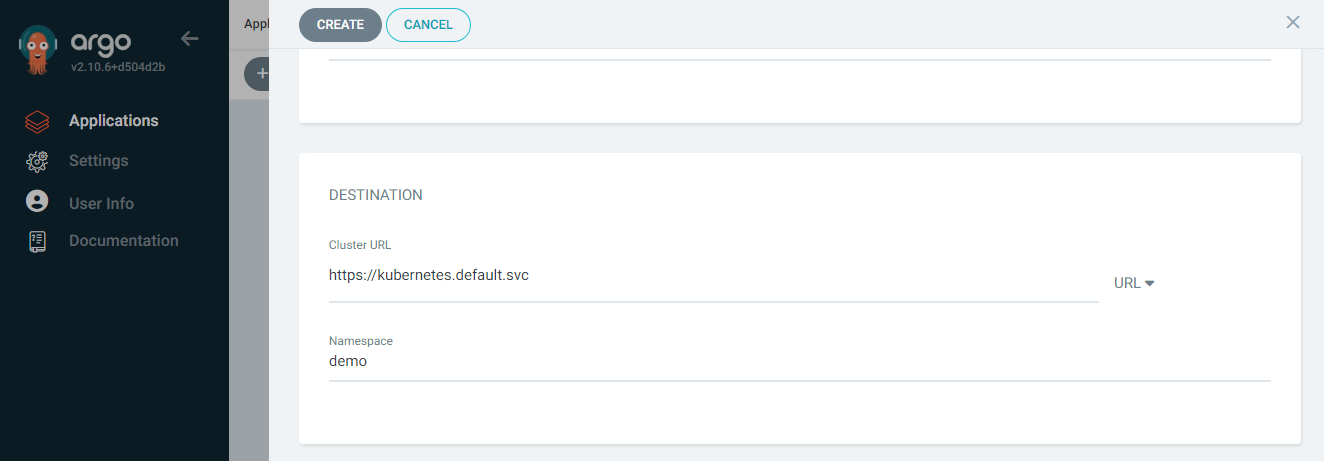 argo
v2.10.6+d504d2b
Applications
Settings
User Info
Documentation
Appl
+
CREATE
CANCEL
DESTINATION
Cluster URL
https://kubernetes.default.svc
URL
Namespace
demo